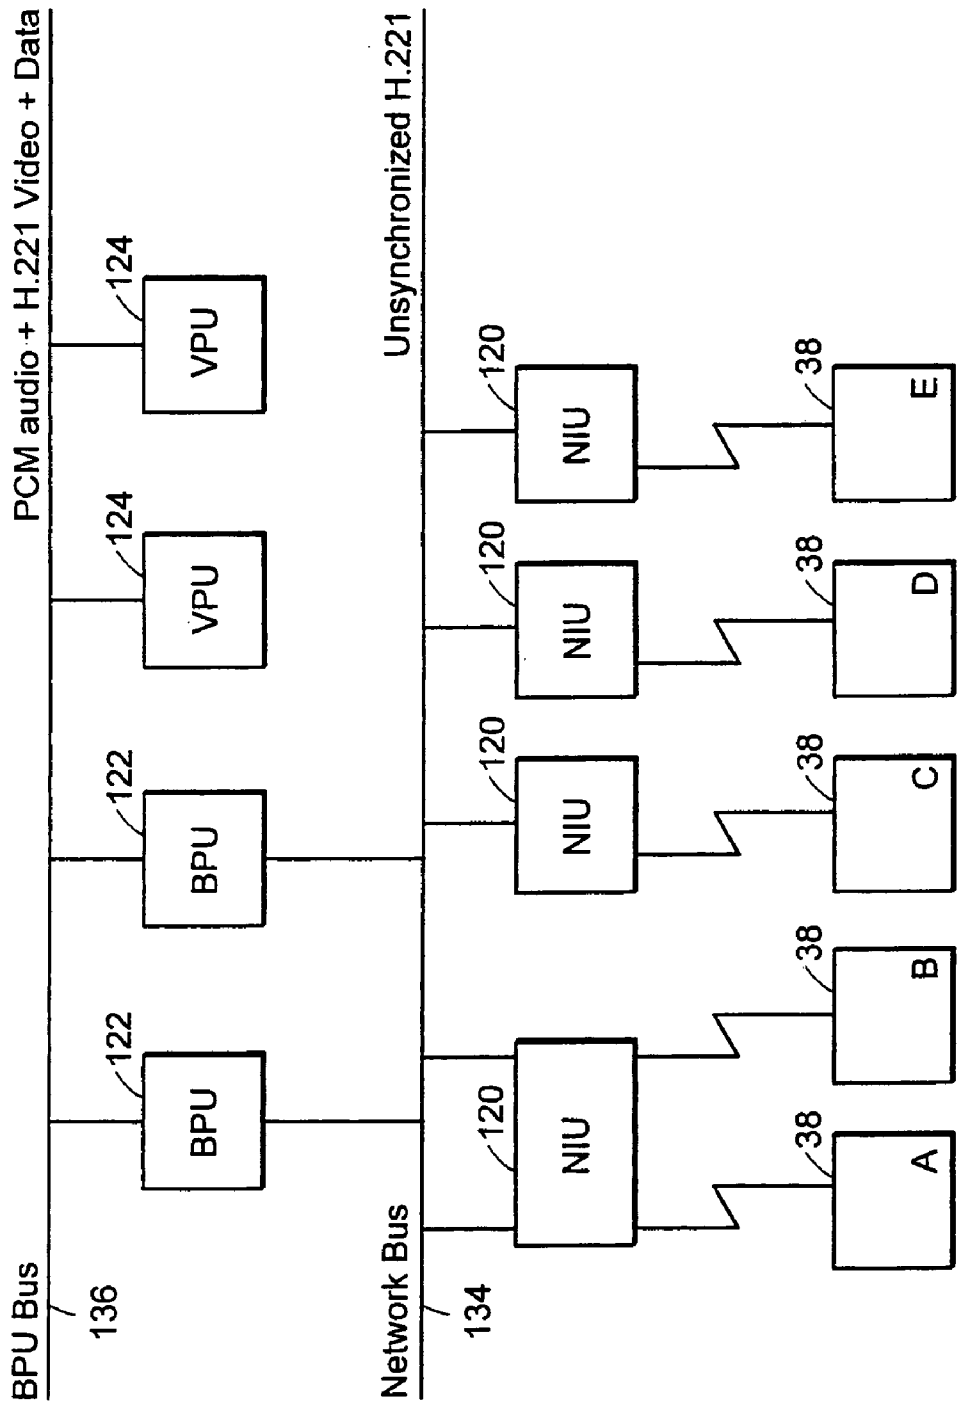 BPU Bus
PCM audio + H.221 Video + Data
136
122
122
124
124
BPU
BPU
VPU
VPU
Network Bus
Unsynchronized H.221
134
120
120
120
120
NIU
NIU
NIU
NIU
38
38
38
38
38
A
B
C
D
E